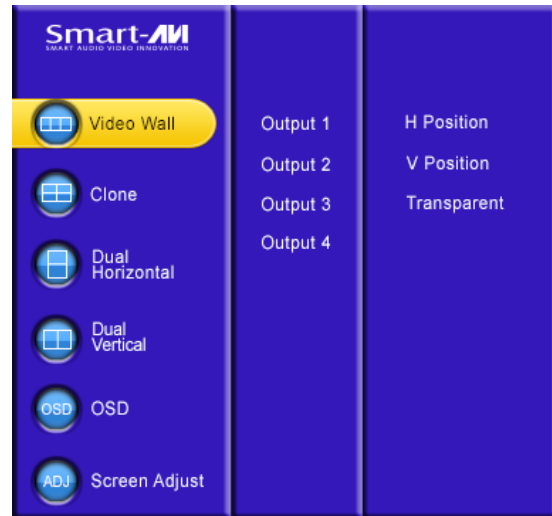 Smart-AVI
SMART AUDIO VIDEO INNOVATION
Video Wall
Clone
Dual
Horizontal
Dual
Vertical
OSD OSD
ADJ Screen Adjust
Output 1
Output 2
Output 3
Output 4
H Position
V Position
Transparent